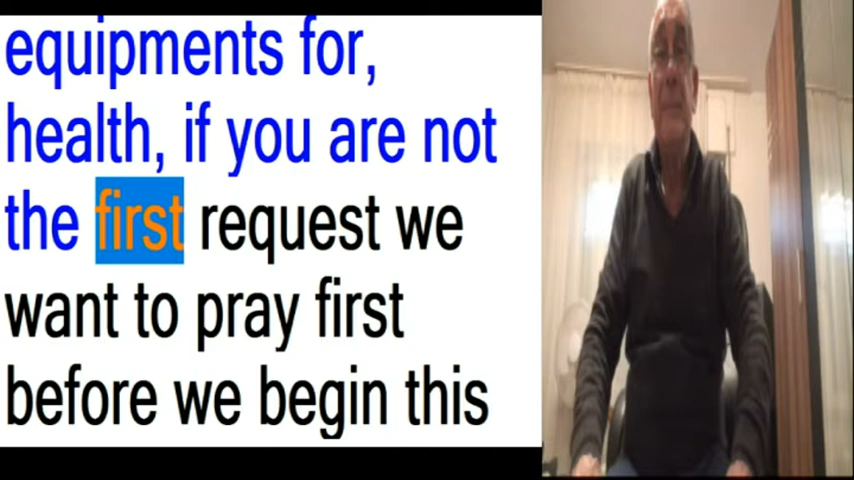 equipments for,
health, if you are not
the first request we
want to pray first
before we begin this